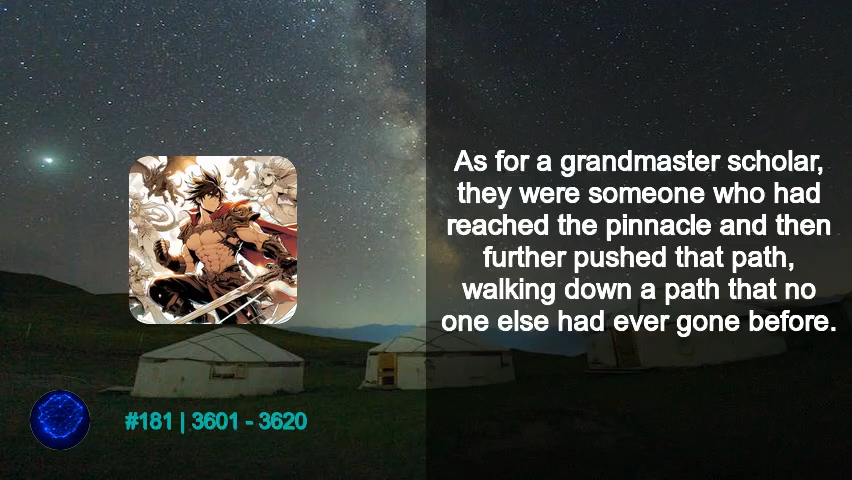 As for a grandmaster scholar,
they were someone who had
reached the pinnacle and then
further pushed that path,
walking down a path that no
one else had ever gone before.
#181 | 3601 - 3620